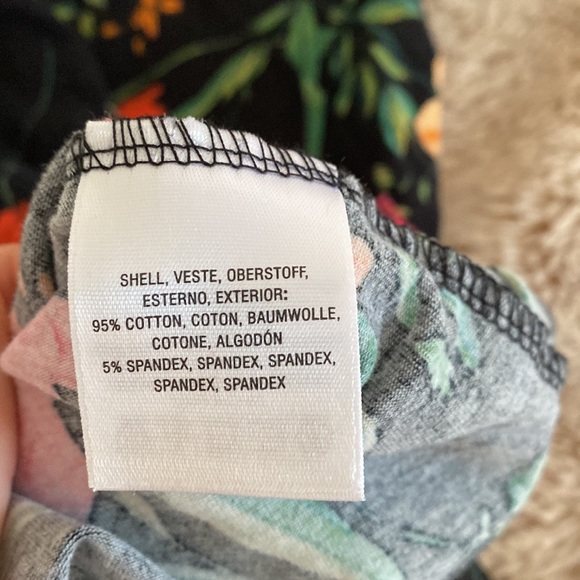 SHELL, VESTE, OBERSTOFF,
ESTERNO, EXTERIOR:
95% COTTON, COTON, BAUMWOLLE,
COTONE, ALGODÓN
5% SPANDEX, SPANDEX, SPANDEX,
SPANDEX, SPANDEX